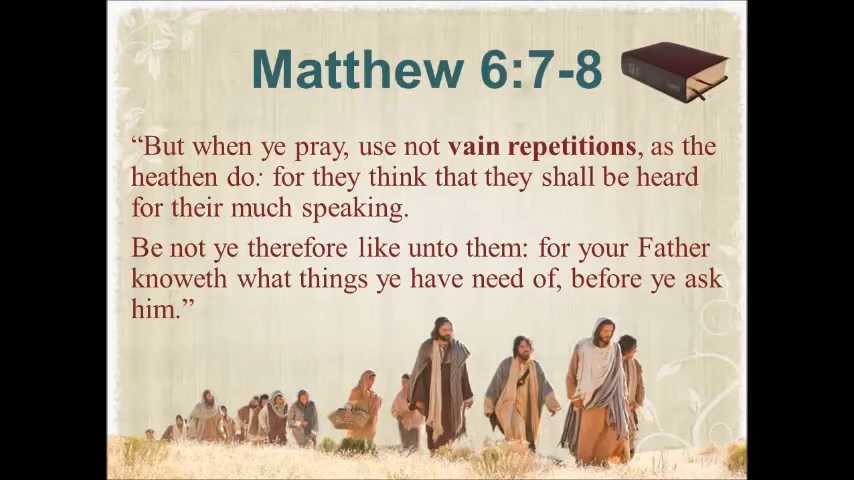 Matthew 6:7-8
“But when ye pray, use not vain repetitions, as the
heathen do: for they think that they shall be heard
for their much speaking.
Be not ye therefore like unto them: for your Father
knoweth what things ye have need of, before ye ask
him.”